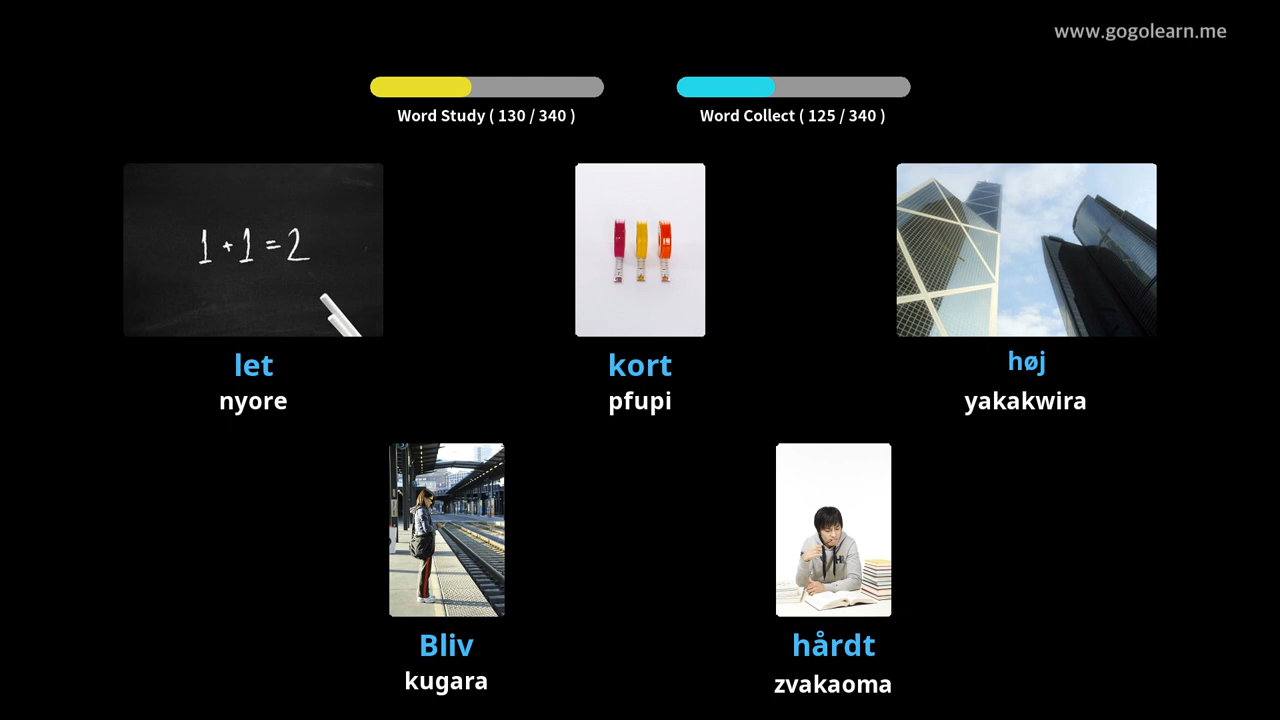 www.gogolearn.me
Word Study ( 130 / 340 )
Word Collect ( 125 / 340 )
1 + 1 = 2
let
nyore
kort
pfupi
høj
yakakwira
Bliv
kugara
hårdt
zvakaoma